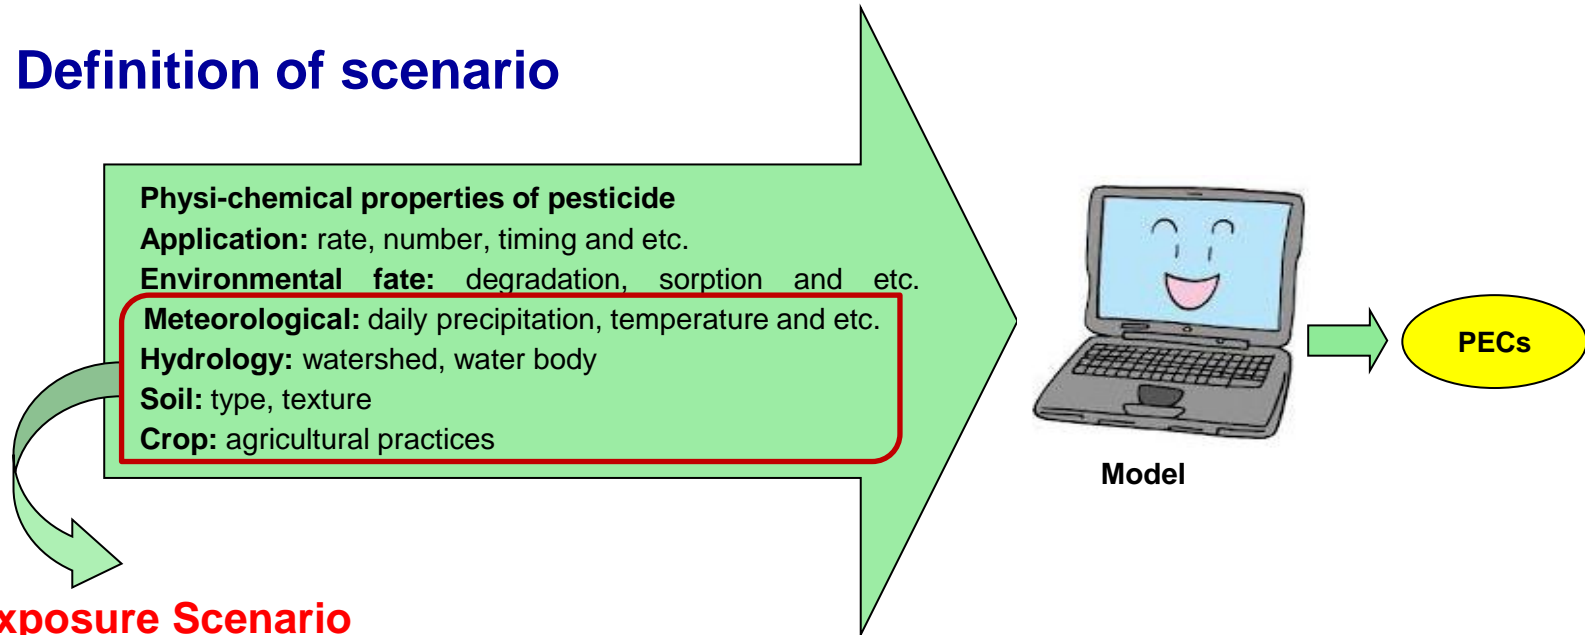 Definition of scenario
Physi-chemical properties of pesticide
Application: rate, number, timing and etc.
Environmental fate: degradation, sorption and etc.
Meteorological: daily precipitation, temperature and etc.
Hydrology: watershed, water body
Soil: type, texture
Crop: agricultural practices
Model
PECs
xposure Scenario